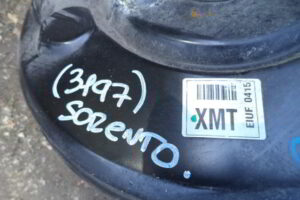 (3197)
SORENTO
XMT
EIUF 0415